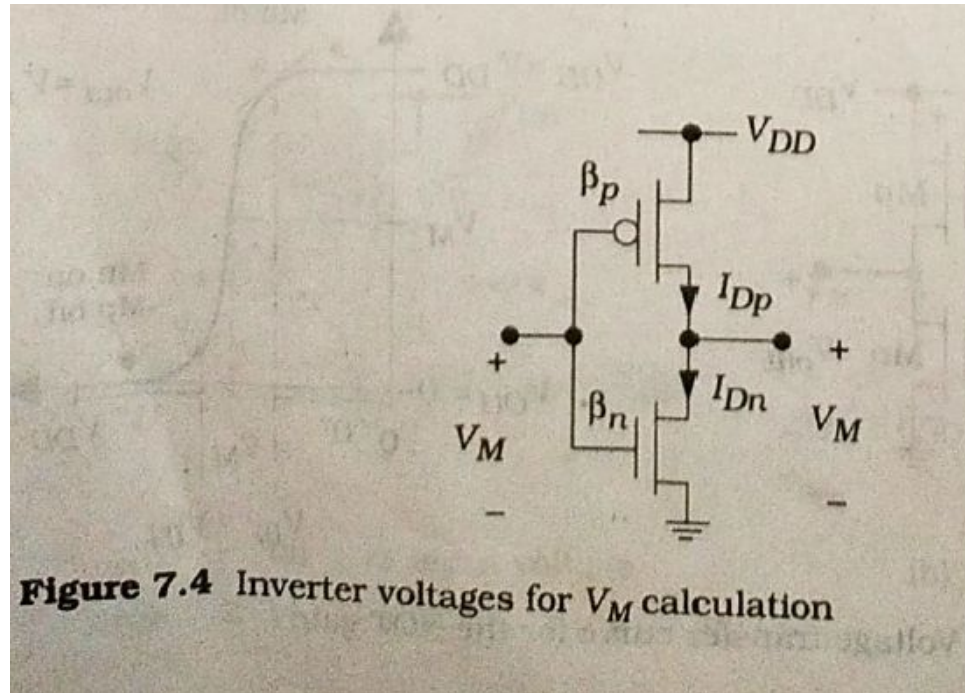 V_DD
β_p
I_Dp
+
+
I_Dn
β_n
V_M
V_M
−
−
Figure 7.4 Inverter voltages for V_M calculation